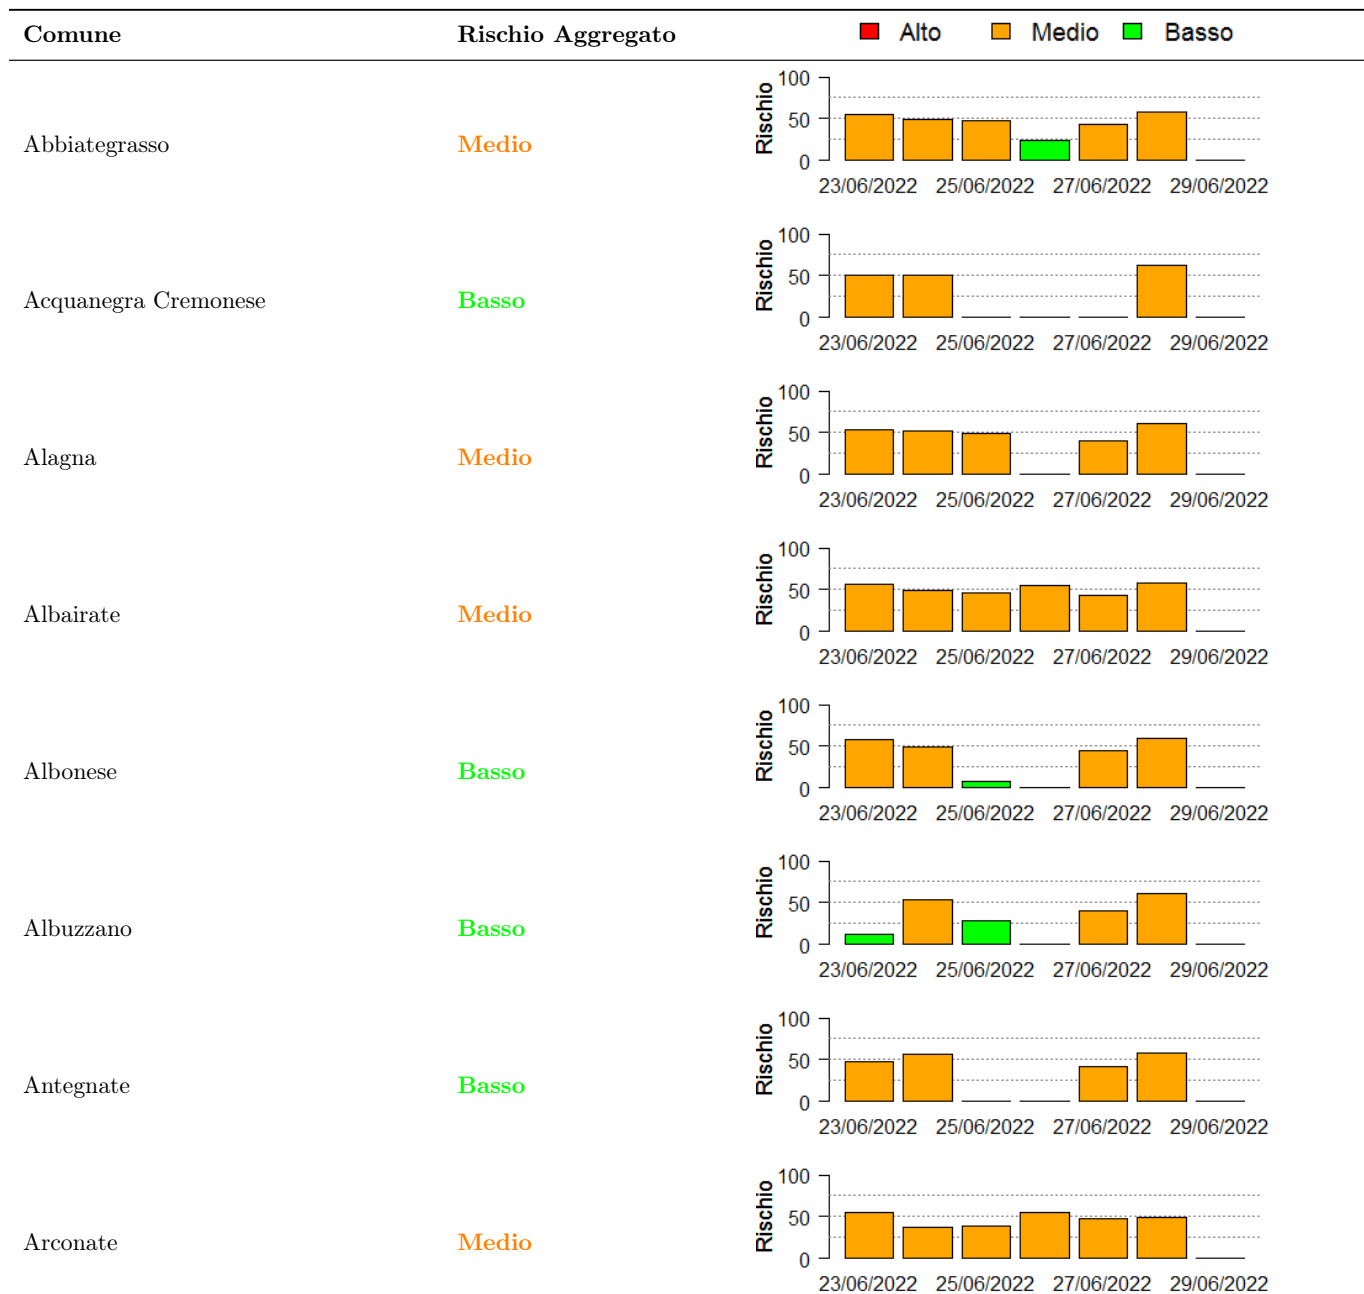 Comune Rischio Aggregato Alto Medio Basso
100
50
0
Rischio
Abbiategrasso Medio
23/06/2022 25/06/2022 27/06/2022 29/06/2022
100
50
0
Rischio
Acquanegra Cremonese Basso
23/06/2022 25/06/2022 27/06/2022 29/06/2022
100
50
0
Rischio
Alagna Medio
23/06/2022 25/06/2022 27/06/2022 29/06/2022
100
50
0
Rischio
Albairate Medio
23/06/2022 25/06/2022 27/06/2022 29/06/2022
100
50
0
Rischio
Albonese Basso
23/06/2022 25/06/2022 27/06/2022 29/06/2022
100
50
0
Rischio
Albuzzano Basso
23/06/2022 25/06/2022 27/06/2022 29/06/2022
100
50
0
Rischio
Antegnate Basso
23/06/2022 25/06/2022 27/06/2022 29/06/2022
100
50
0
Rischio
Arconate Medio
23/06/2022 25/06/2022 27/06/2022 29/06/2022